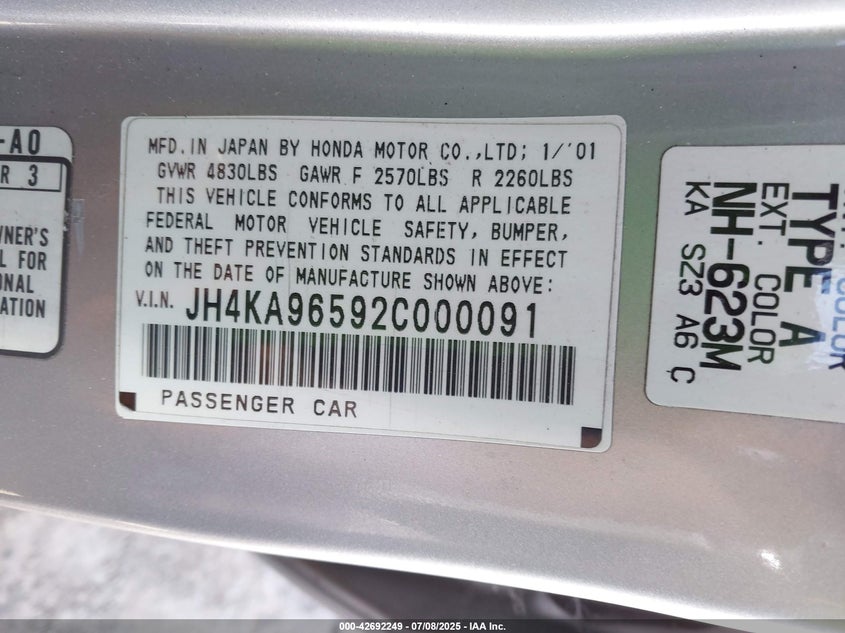 -A0
R 3
WNER'S
L FOR
ONAL
ATION
MFD.IN JAPAN BY HONDA MOTOR CO.,LTD; 1/'01
GVWR 4830LBS GAWR F 2570LBS R 2260LBS
THIS VEHICLE CONFORMS TO ALL APPLICABLE
FEDERAL MOTOR VEHICLE SAFETY, BUMPER,
AND THEFT PREVENTION STANDARDS IN EFFECT
ON THE DATE OF MANUFACTURE SHOWN ABOVE:
V.I.N. JH4KA96592C000091
PASSENGER CAR
COLOR
TYPE A
EXT. COLOR
NH-623M
KA SZ3 A6 C
000-42692249 - 07/08/2025 - IAA Inc.